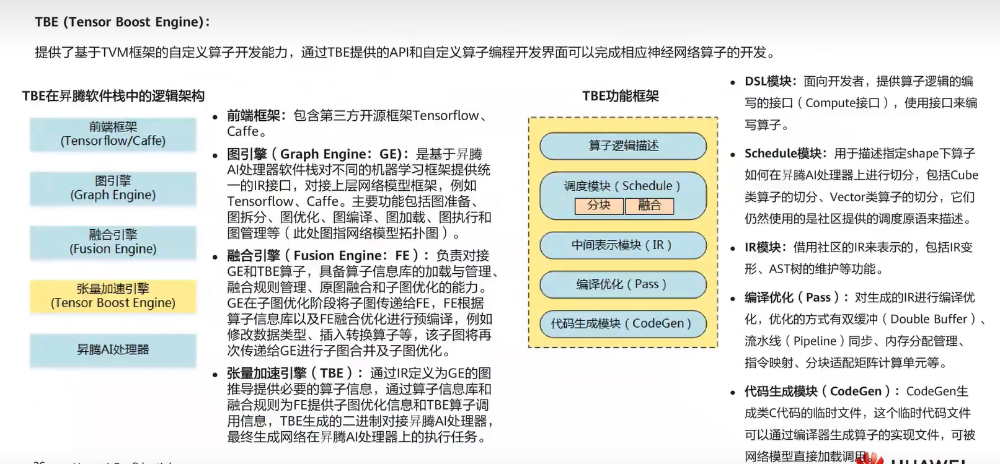 TBE (Tensor Boost Engine)：
提供了基于TVM框架的自定义算子开发能力，通过TBE提供的API和自定义算子编程开发界面可以完成相应神经网络算子的开发。
TBE在昇腾软件栈中的逻辑架构
前端框架
(Tensorflow/Caffe)
图引擎
(Graph Engine)
融合引擎
(Fusion Engine)
张量加速引擎
(Tensor Boost Engine)
昇腾AI处理器
• 前端框架：包含第三方开源框架Tensorflow、
Caffe。
• 图引擎（Graph Engine：GE)：是基于昇腾
AI处理器软件栈对不同的机器学习框架提供统
一的IR接口，对接上层网络模型框架，例如
Tensorflow、Caffe。主要功能包括图准备、
图拆分、图优化、图编译、图加载、图执行和
图管理等（此处图指网络模型拓扑图）。
• 融合引擎（Fusion Engine：FE）：负责对接
GE和TBE算子，具备算子信息库的加载与管理、
融合规则管理、原图融合和子图优化的能力。
GE在子图优化阶段将子图传递给FE，FE根据
算子信息库以及FE融合优化进行预编译，例如
修改数据类型、插入转换算子等，该子图将再
次传递给GE进行子图合并及子图优化。
• 张量加速引擎（TBE）：通过IR定义为GE的图
推导提供必要的算子信息，通过算子信息库和
融合规则为FE提供子图优化信息和TBE算子调
用信息，TBE生成的二进制对接昇腾AI处理器，
最终生成网络在昇腾AI处理器上的执行任务。
TBE功能框架
算子逻辑描述
调度模块（Schedule）
分块 融合
中间表示模块（IR）
编译优化（Pass）
代码生成模块（CodeGen）
• DSL模块：面向开发者，提供算子逻辑的编
写的接口（Compute接口），使用接口来编
写算子。
• Schedule模块：用于描述指定shape下算子
如何在昇腾AI处理器上进行切分，包括Cube
类算子的切分、Vector类算子的切分，它们
仍然使用的是社区提供的调度原语来描述。
• IR模块：借用社区的IR来表示的，包括IR变
形、AST树的维护等功能。
• 编译优化（Pass）：对生成的IR进行编译优
化，优化的方式有双缓冲（Double Buffer）、
流水线（Pipeline）同步、内存分配管理、
指令映射、分块适配矩阵计算单元等。
• 代码生成模块（CodeGen）：CodeGen生
成类C代码的临时文件，这个临时代码文件
可以通过编译器生成算子的实现文件，可被
网络模型直接加载调用。
HUAWEI